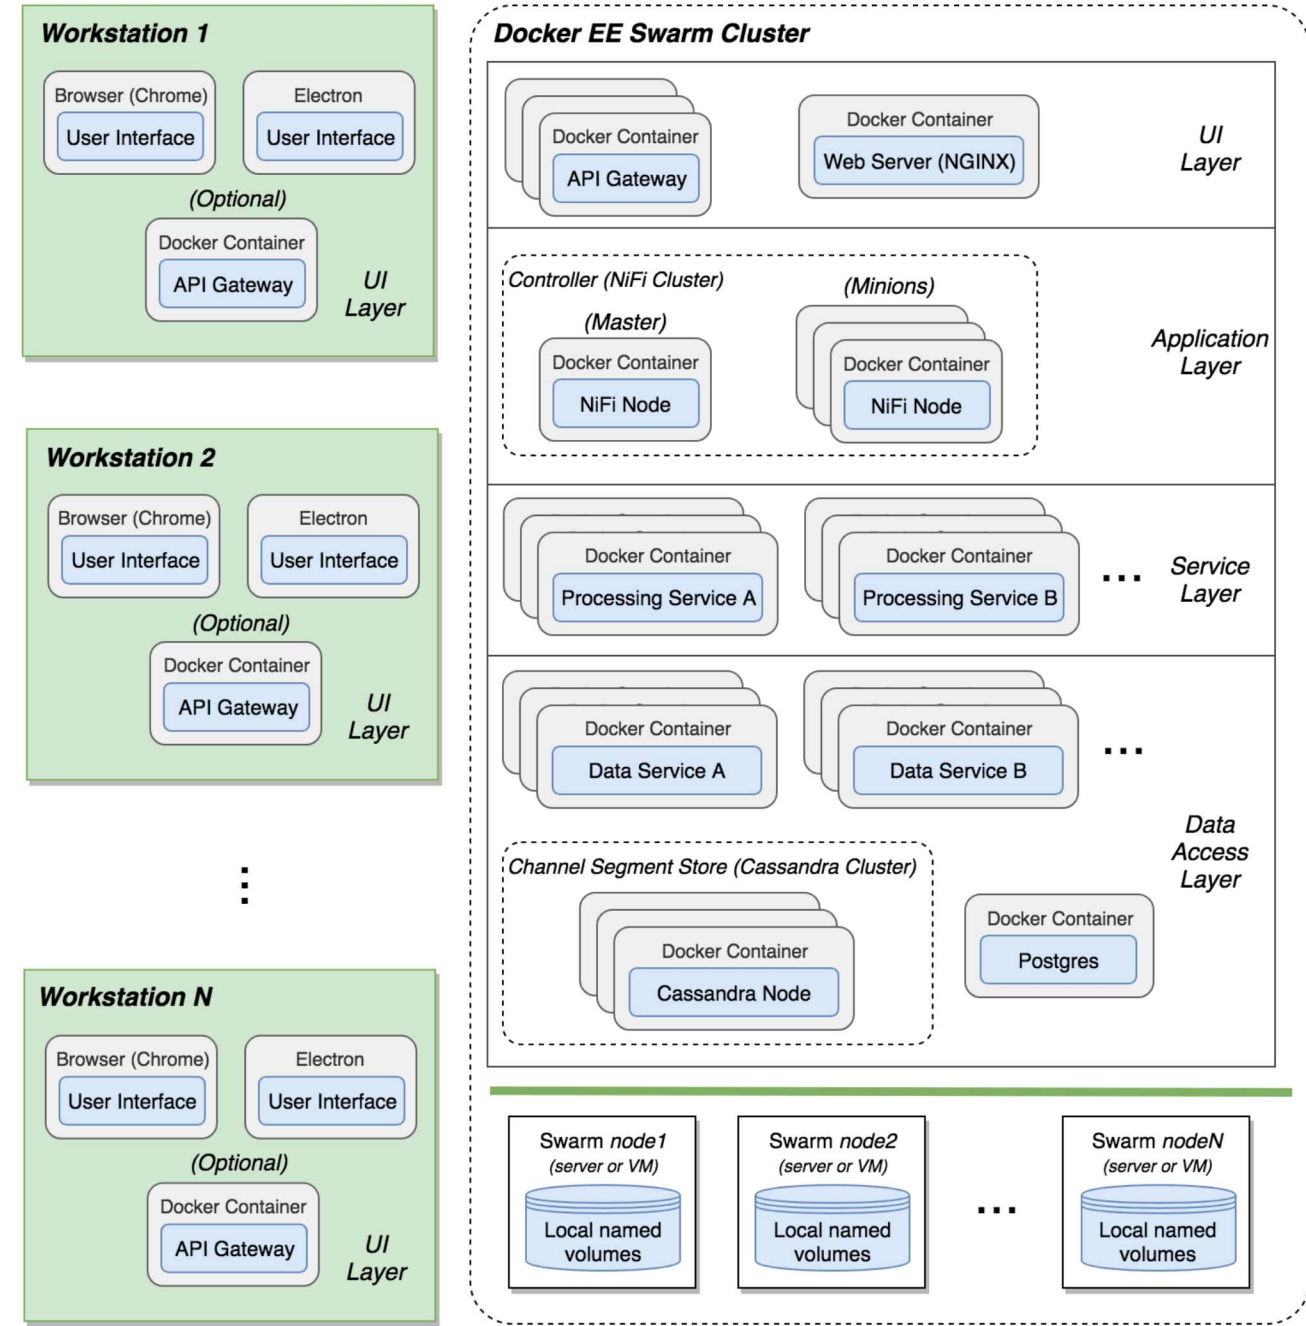 Workstation 1
Browser (Chrome)
User Interface
Electron
User Interface
(Optional)
Docker Container
API Gateway
UI
Layer
Workstation 2
Browser (Chrome)
User Interface
Electron
User Interface
(Optional)
Docker Container
API Gateway
UI
Layer
Workstation N
Browser (Chrome)
User Interface
Electron
User Interface
(Optional)
Docker Container
API Gateway
UI
Layer
Docker EE Swarm Cluster
Docker Container
API Gateway
Docker Container
Web Server (NGINX)
UI
Layer
Controller (NiFi Cluster)
(Master)
Docker Container
NiFi Node
(Minions)
Docker Container
NiFi Node
Application
Layer
Docker Container
Processing Service A
Docker Container
Processing Service B
...
Service
Layer
Docker Container
Data Service A
Docker Container
Data Service B
...
Data
Access
Layer
Channel Segment Store (Cassandra Cluster)
Docker Container
Cassandra Node
Docker Container
Postgres
Swarm node1
(server or VM)
Local named
volumes
Swarm node2
(server or VM)
Local named
volumes
...
Swarm nodeN
(server or VM)
Local named
volumes